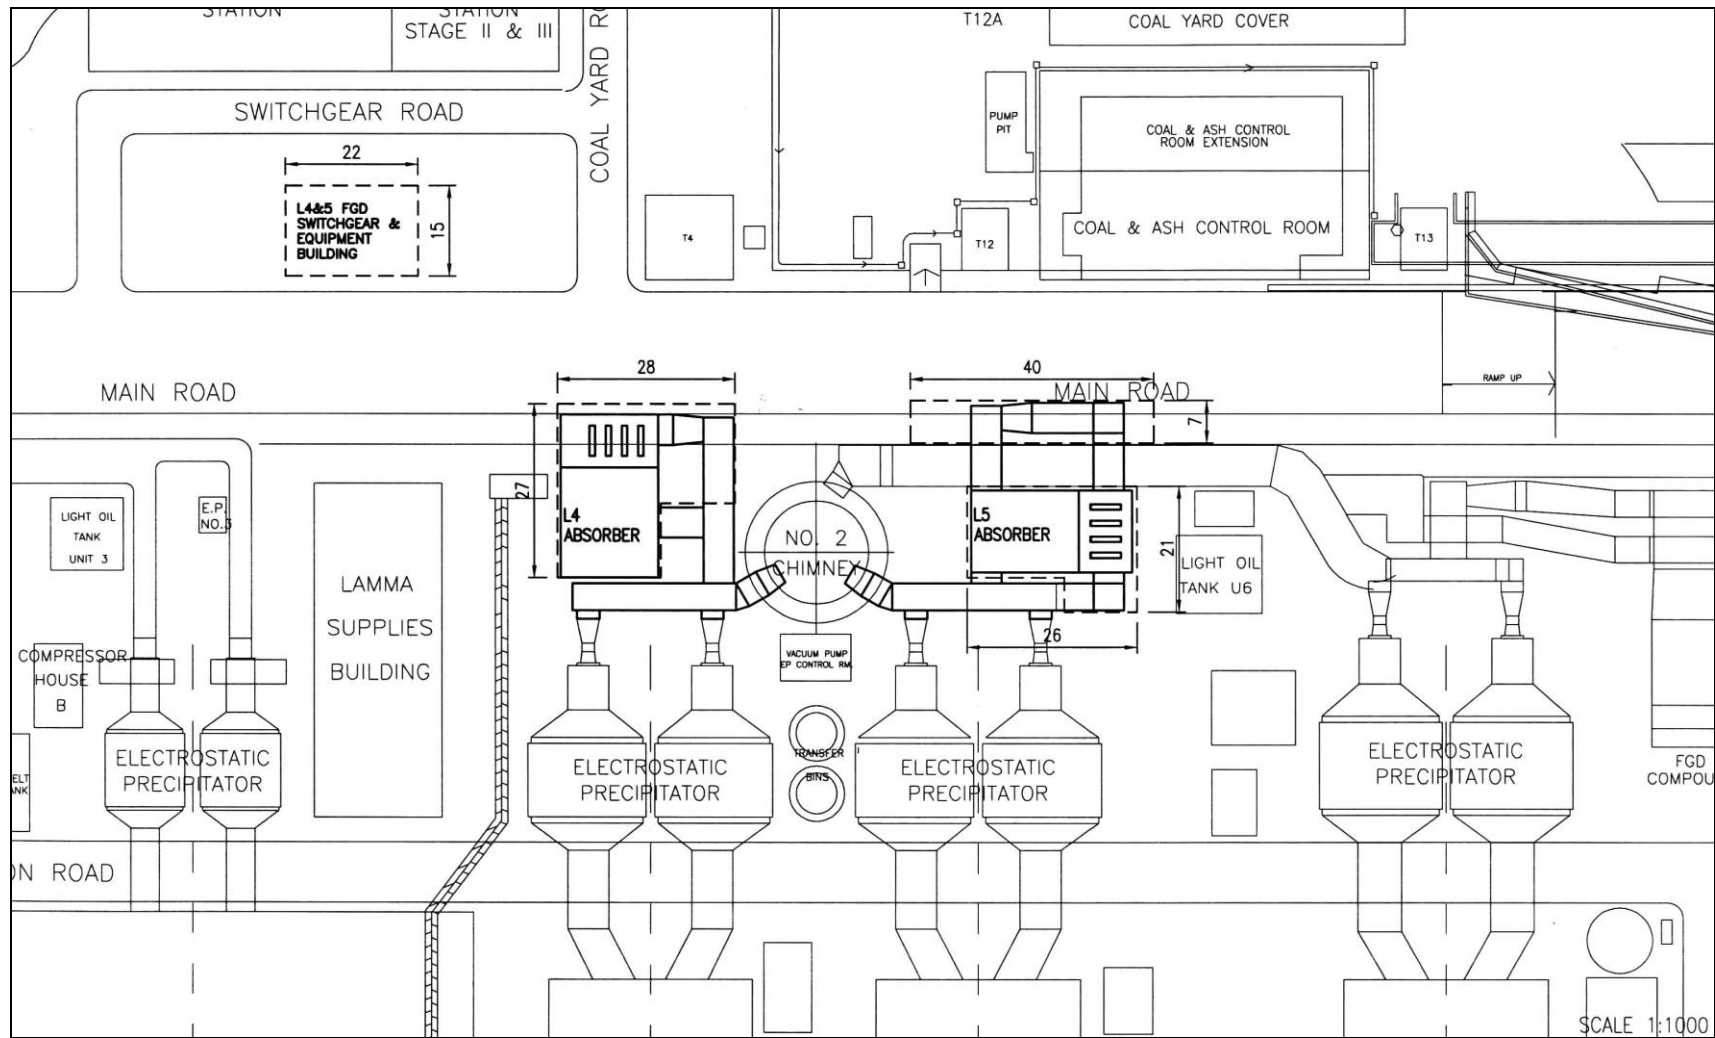 STATION
STATION
STAGE II & III
COAL YARD RO
T12A
COAL YARD COVER
SWITCHGEAR ROAD
22
15
L4&5 FGD
SWITCHGEAR &
EQUIPMENT
BUILDING
PUMP
PIT
COAL & ASH CONTROL
ROOM EXTENSION
COAL & ASH CONTROL ROOM
T4
T12
T13
MAIN ROAD
28
40
MAIN ROAD
RAMP UP
7
27
L4
ABSORBER
NO. 2
CHIMNEY
L5
ABSORBER
21
26
LIGHT OIL
TANK
UNIT 3
E.P.
NO.3
LIGHT OIL
TANK U6
LAMMA
SUPPLIES
BUILDING
COMPRESSOR
HOUSE
B
VACUUM PUMP
EP CONTROL RM.
TRANSFER
BINS
ELECTROSTATIC
PRECIPITATOR
ELECTROSTATIC
PRECIPITATOR
ELECTROSTATIC
PRECIPITATOR
ELECTROSTATIC
PRECIPITATOR
ELT
ANK
FGD
COMPOU
ON ROAD
SCALE 1:1000